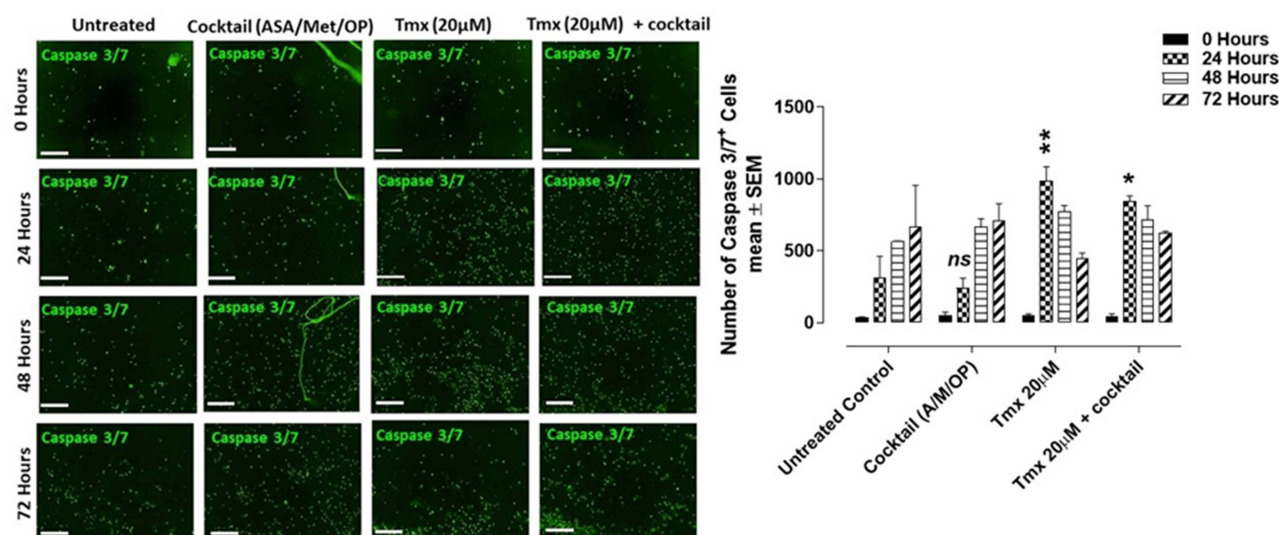 Untreated
Cocktail (ASA/Met/OP)
Tmx (20μM)
Tmx (20μM) + cocktail
0 Hours
Caspase 3/7
Caspase 3/7
Caspase 3/7
Caspase 3/7
24 Hours
Caspase 3/7
Caspase 3/7
Caspase 3/7
Caspase 3/7
48 Hours
Caspase 3/7
Caspase 3/7
Caspase 3/7
Caspase 3/7
72 Hours
Caspase 3/7
Caspase 3/7
Caspase 3/7
Caspase 3/7
0 Hours
24 Hours
48 Hours
72 Hours
Number of Caspase 3/7⁺ Cells
mean ± SEM
1500
1000
500
0
ns
**
*
Untreated Control
Cocktail (A/M/OP)
Tmx 20μM
Tmx 20μM + cocktail